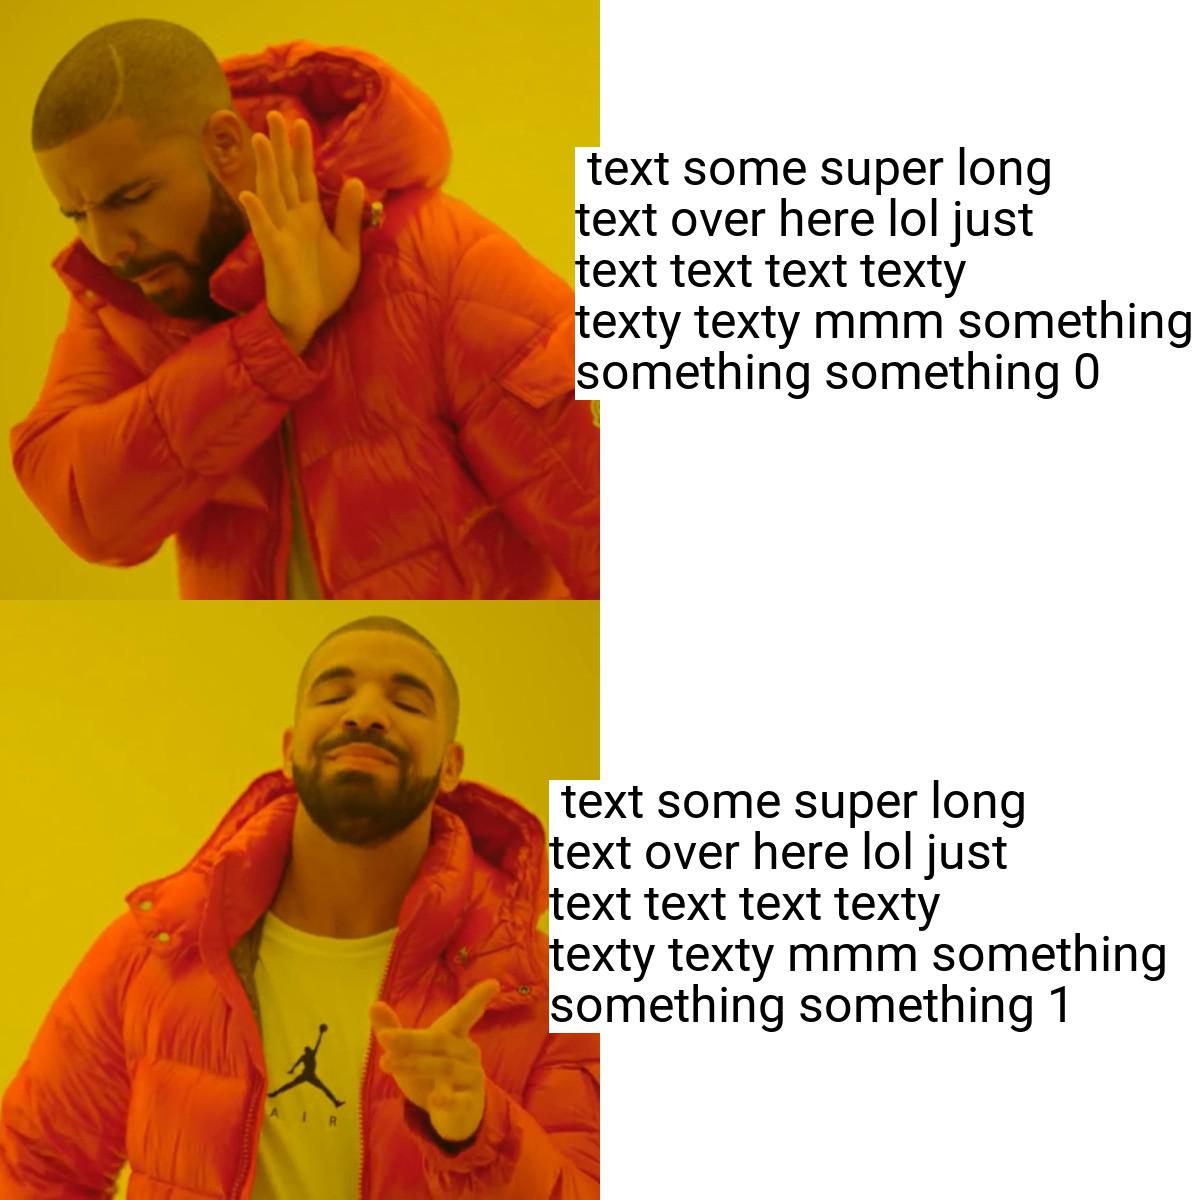 text some super long
text over here lol just
text text text texty
texty texty mmm something
something something 0
text some super long
text over here lol just
text text text texty
texty texty mmm something
something something 1
AIR